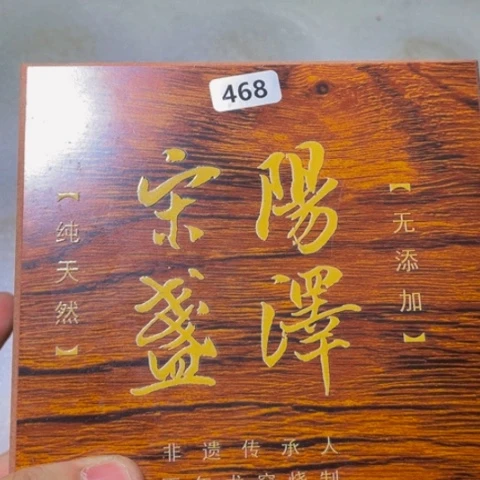 468
陽澤
宋盞
【无添加】
【纯天然】
非遗传承人